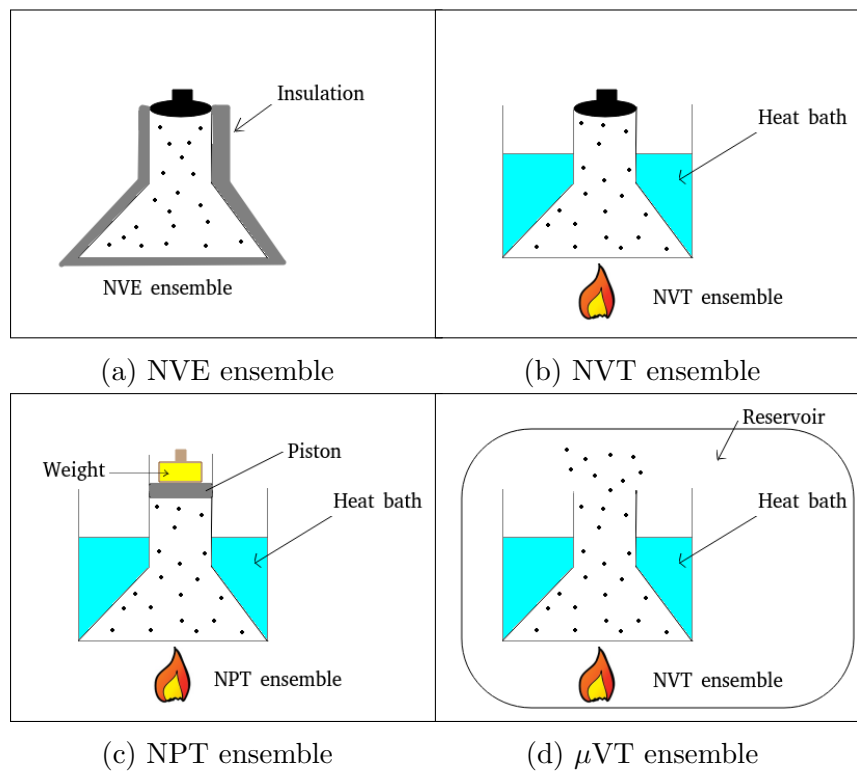 Insulation
NVE ensemble
Heat bath
NVT ensemble
(a) NVE ensemble
(b) NVT ensemble
Weight
Piston
Heat bath
NPT ensemble
Reservoir
Heat bath
NVT ensemble
(c) NPT ensemble
(d) μVT ensemble